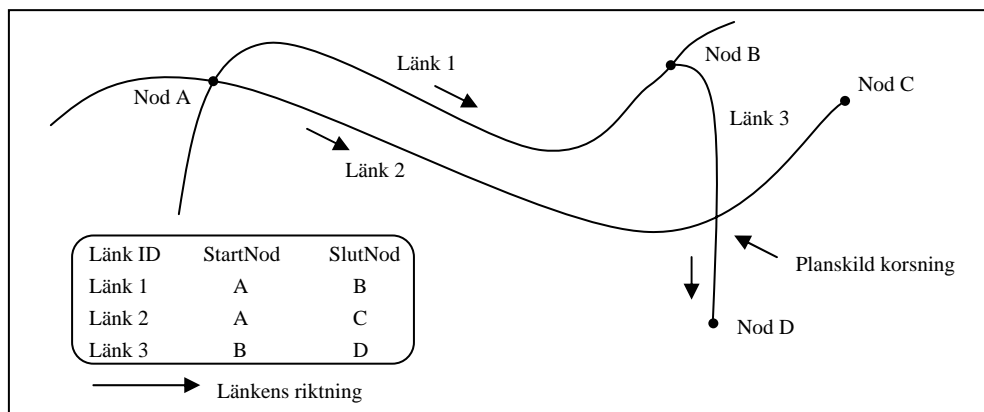 Länk 1
Nod B
Nod C
Nod A
Länk 3
Länk 2
Länk ID StartNod SlutNod
Länk 1 A B
Länk 2 A C
Länk 3 B D
Planskild korsning
Nod D
Länkens riktning